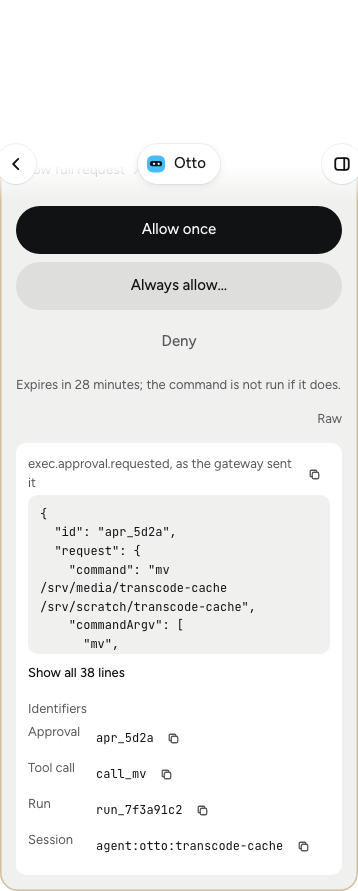 Otto
ow full request
Allow once
Always allow...
Deny
Expires in 28 minutes; the command is not run if it does.
Raw
exec.approval.requested, as the gateway sent
it
{
"id": "apr_5d2a",
"request": {
"command": "mv
/srv/media/transcode-cache
/srv/scratch/transcode-cache",
"commandArgv": [
"mv",
Show all 38 lines
Identifiers
Approval apr_5d2a
Tool call call_mv
Run run_7f3a91c2
Session agent:otto:transcode-cache